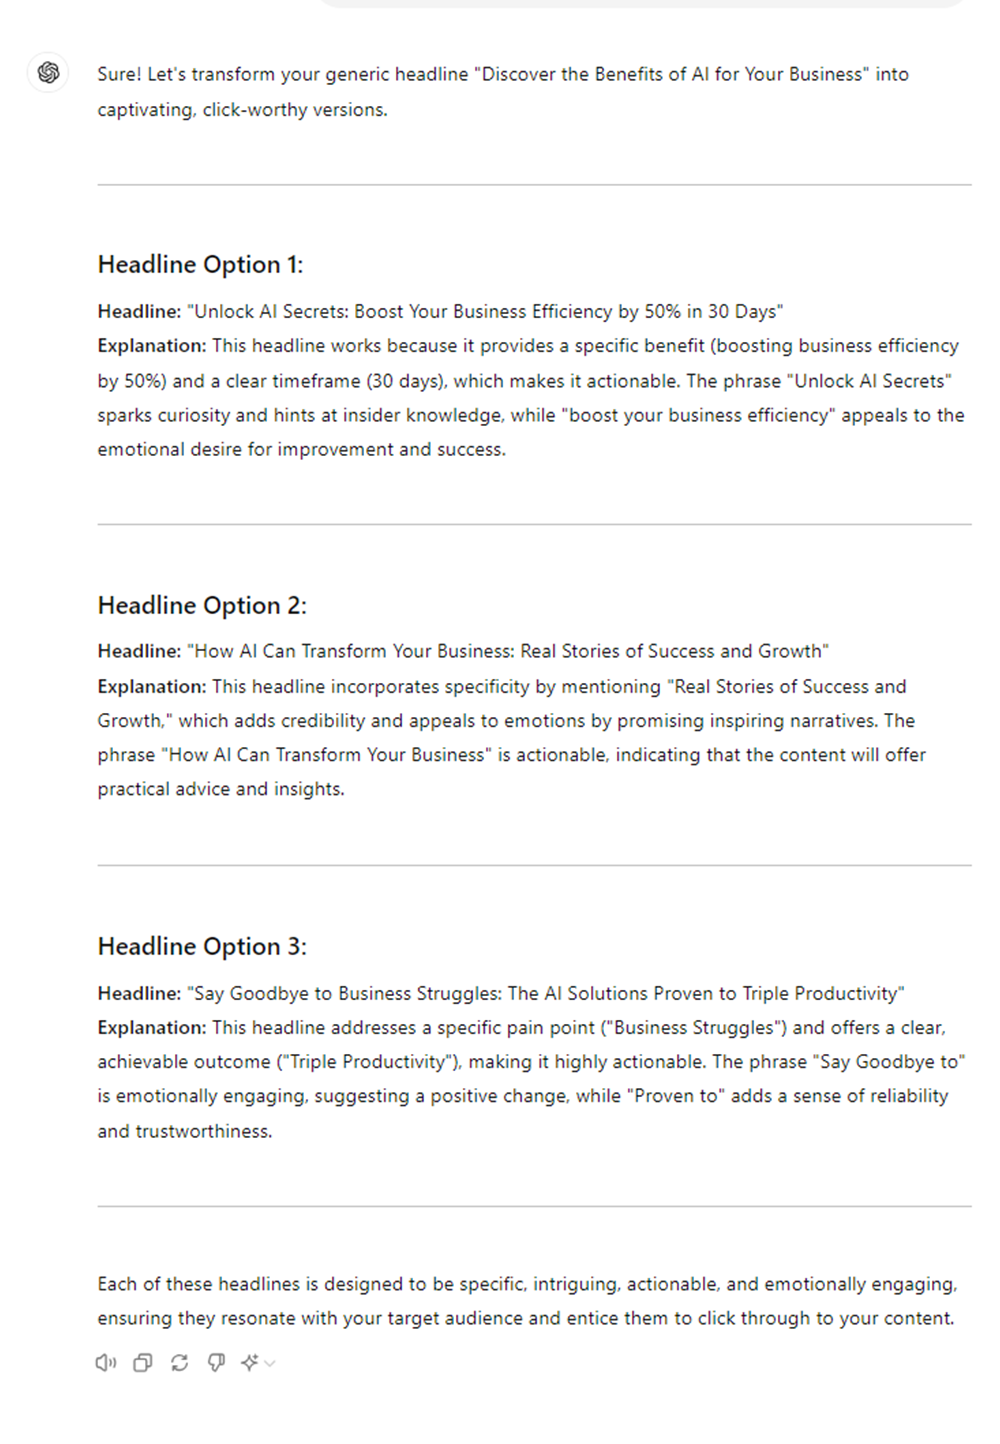 Sure! Let's transform your generic headline "Discover the Benefits of AI for Your Business" into
captivating, click-worthy versions.
Headline Option 1:
Headline: "Unlock AI Secrets: Boost Your Business Efficiency by 50% in 30 Days"
Explanation: This headline works because it provides a specific benefit (boosting business efficiency
by 50%) and a clear timeframe (30 days), which makes it actionable. The phrase "Unlock AI Secrets"
sparks curiosity and hints at insider knowledge, while "boost your business efficiency" appeals to the
emotional desire for improvement and success.
Headline Option 2:
Headline: "How AI Can Transform Your Business: Real Stories of Success and Growth"
Explanation: This headline incorporates specificity by mentioning "Real Stories of Success and
Growth," which adds credibility and appeals to emotions by promising inspiring narratives. The
phrase "How AI Can Transform Your Business" is actionable, indicating that the content will offer
practical advice and insights.
Headline Option 3:
Headline: "Say Goodbye to Business Struggles: The AI Solutions Proven to Triple Productivity"
Explanation: This headline addresses a specific pain point ("Business Struggles") and offers a clear,
achievable outcome ("Triple Productivity"), making it highly actionable. The phrase "Say Goodbye to"
is emotionally engaging, suggesting a positive change, while "Proven to" adds a sense of reliability
and trustworthiness.
Each of these headlines is designed to be specific, intriguing, actionable, and emotionally engaging,
ensuring they resonate with your target audience and entice them to click through to your content.